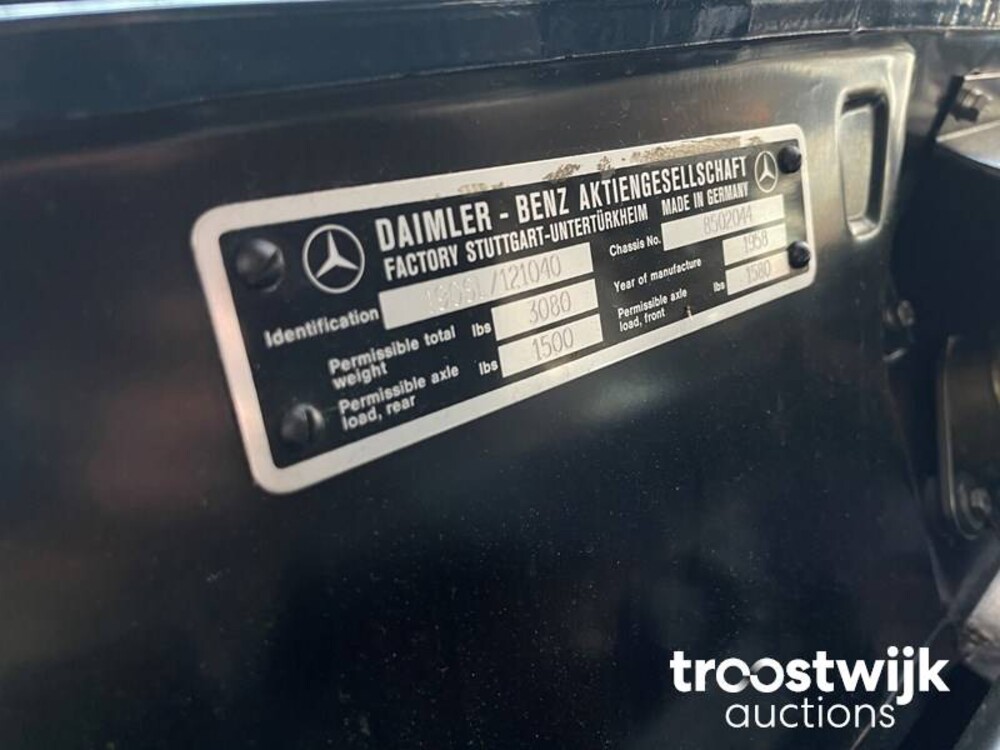 DAIMLER - BENZ AKTIENGESELLSCHAFT
FACTORY STUTTGART-UNTERTÜRKHEIM MADE IN GERMANY
Identification 190SL/121040 Chassis No. 8502044
Permissible total weight lbs 3080 Year of manufacture 1958
Permissible axle load, rear lbs 1500 Permissible axle load, front lbs 1580
troostwijk
auctions